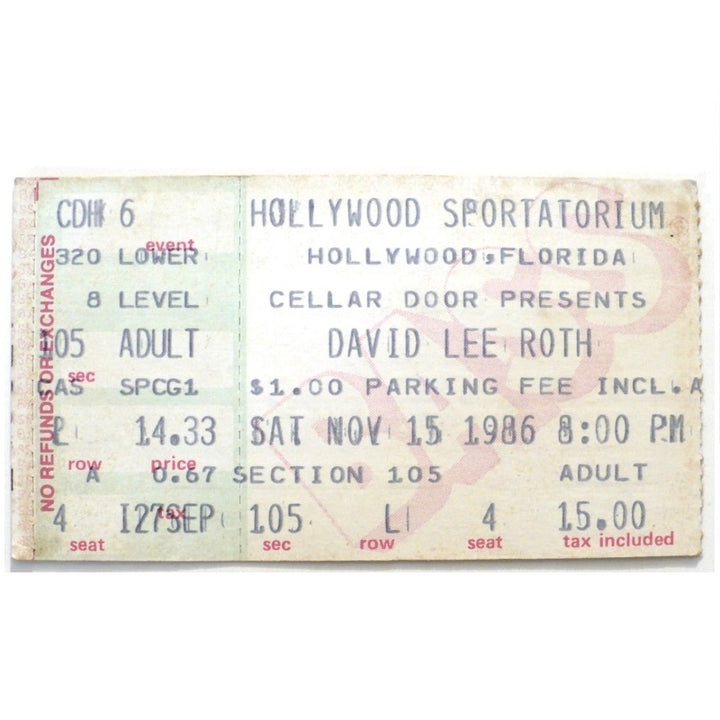 NO REFUNDS OR EXCHANGES
CDH 6
event
320 LOWER
8 LEVEL
105 ADULT
sec
CAS SPCG1
L 14.33
row price
A 0.67
tax
4 I27SEP
seat
BASS
HOLLYWOOD SPORTATORIUM
HOLLYWOOD, FLORIDA
CELLAR DOOR PRESENTS
DAVID LEE ROTH
$1.00 PARKING FEE INCL. A
SAT NOV 15 1986 8:00 PM
SECTION 105 ADULT
105 L 4 15.00
sec row seat tax included